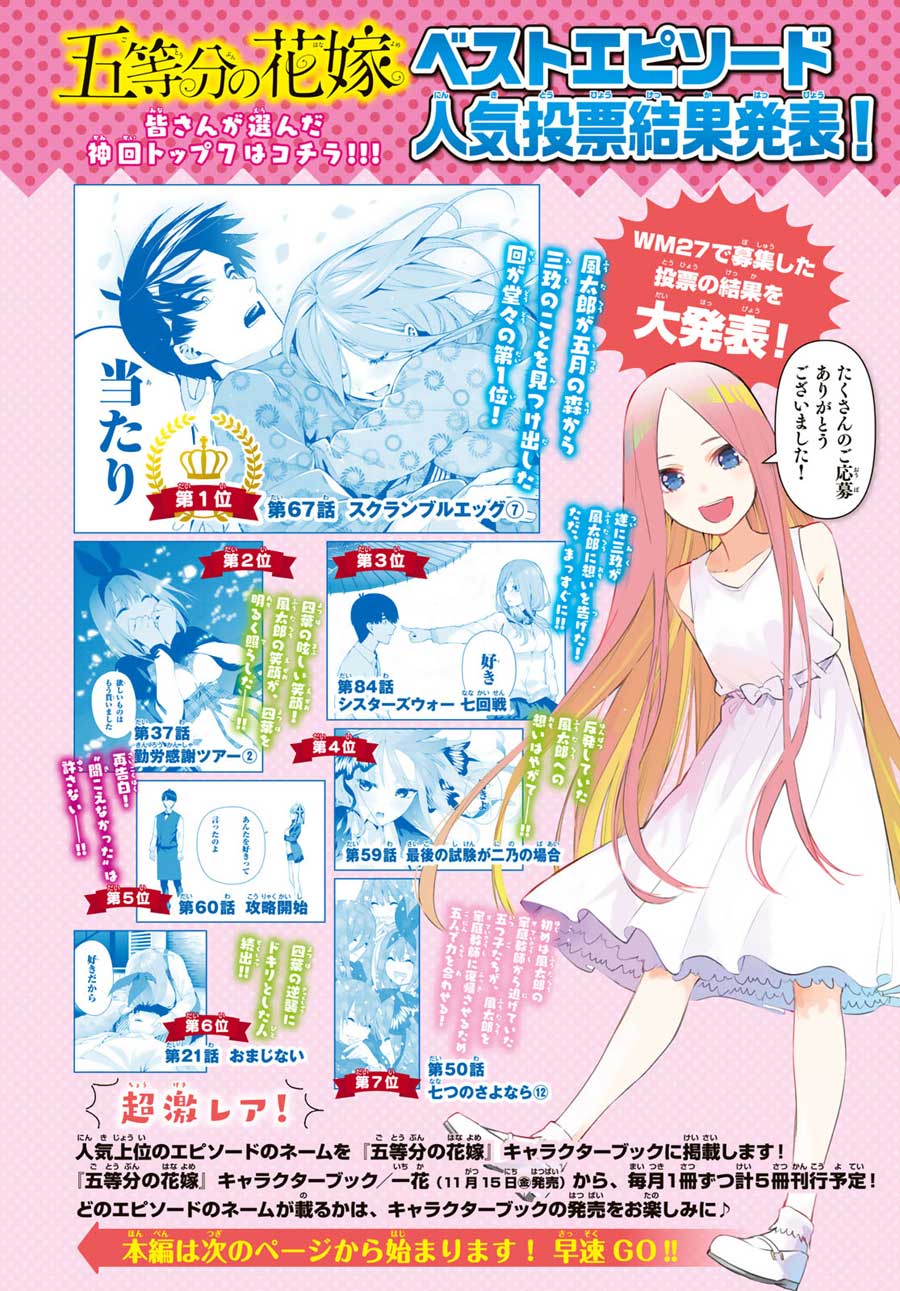 五等分の花嫁
ベストエピソード
人気投票結果発表!
皆さんが選んだ
神回トップ7はコチラ!!!
WM27で募集した
投票の結果を
大発表!
たくさんのご応募
ありがとう
ございました!
風太郎が五月の森から
三玖のことを見つけ出した
回が堂々の第1位!
当たり
第1位
第67話 スクランブルエッグ⑦
第2位
四葉の眩しい笑顔!
風太郎の笑顔が、四葉を
明るく照らした——!!
欲しいものは
もう貰いました
第37話
勤労感謝ツアー②
第3位
遂に三玖が
風太郎に想いを告げた!
ただ、まっすぐに!!
好き
第84話
シスターズウォー 七回戦
第4位
反発していた
風太郎への
想いはやがて——!!
第59話 最後の試験が二乃の場合
再告白!
"聞こえなかった"は
許さない——!!
あんたを好きって
言ったのよ
第5位
第60話 攻略開始
四葉の逆襲に
ドキリとした人
続出!!
好きだから
第6位
第21話 おまじない
初めは風太郎の
家庭教師から逃げていた
五つ子たちが、風太郎を
家庭教師に復帰させるため
五人で力を合わせる!
第7位
第50話
七つのさよなら⑫
超激レア!
人気上位のエピソードのネームを『五等分の花嫁』キャラクターブックに掲載します!
『五等分の花嫁』キャラクターブック/一花(11月15日㊎発売)から、毎月1冊ずつ計5冊刊行予定!
どのエピソードのネームが載るかは、キャラクターブックの発売をお楽しみに♪
本編は次のページから始まります! 早速GO!!